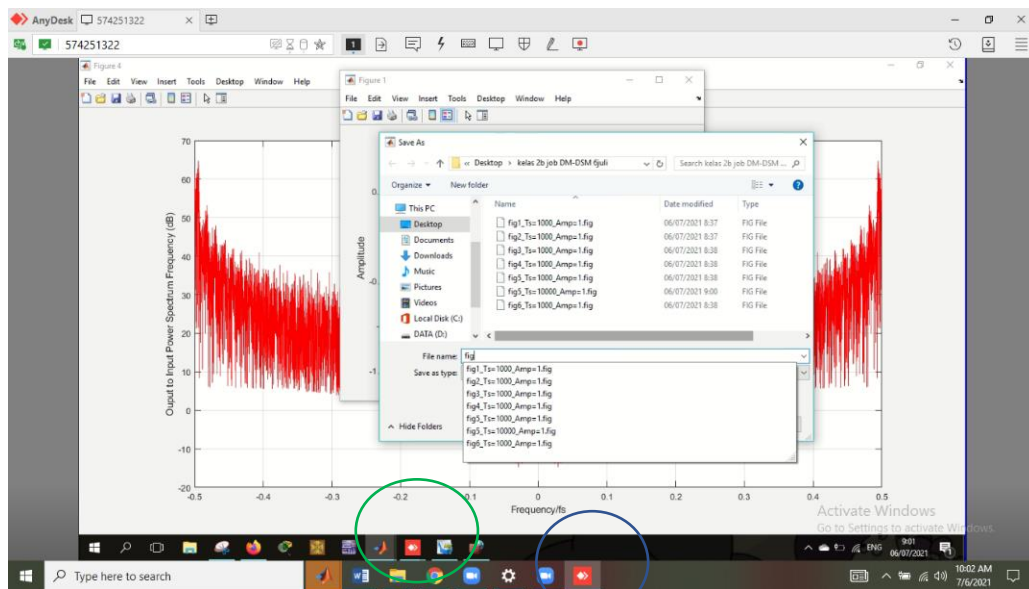 AnyDesk 574251322
574251322
Figure 4
File Edit View Insert Tools Desktop Window Help
Figure 1
File Edit View Insert Tools Desktop Window Help
Save As
« Desktop › kelas 2b job DM-DSM 6juli
Search kelas 2b job DM-DSM ...
Organize New folder
This PC
Desktop
Documents
Downloads
Music
Pictures
Videos
Local Disk (C:)
DATA (D:)
Name Date modified Type
fig1_Ts=1000_Amp=1.fig 06/07/2021 8:37 FIG File
fig2_Ts=1000_Amp=1.fig 06/07/2021 8:37 FIG File
fig3_Ts=1000_Amp=1.fig 06/07/2021 8:38 FIG File
fig4_Ts=1000_Amp=1.fig 06/07/2021 8:38 FIG File
fig5_Ts=1000_Amp=1.fig 06/07/2021 8:38 FIG File
fig5_Ts=10000_Amp=1.fig 06/07/2021 9:00 FIG File
fig6_Ts=1000_Amp=1.fig 06/07/2021 8:38 FIG File
File name: fig
Save as type:
fig1_Ts=1000_Amp=1.fig
fig2_Ts=1000_Amp=1.fig
fig3_Ts=1000_Amp=1.fig
fig4_Ts=1000_Amp=1.fig
fig5_Ts=1000_Amp=1.fig
fig5_Ts=10000_Amp=1.fig
fig6_Ts=1000_Amp=1.fig
Hide Folders
Amplitude
Ouput to Input Power Spectrum Frequency (dB)
70
60
50
40
30
20
10
0
-10
-20
-0.5 -0.4 -0.3 -0.2 -0.1 0 0.1 0.2 0.3 0.4 0.5
Frequency/fs
Activate Windows
Go to Settings to activate Windows.
ENG 9:01
06/07/2021
Type here to search
10:02 AM
7/6/2021